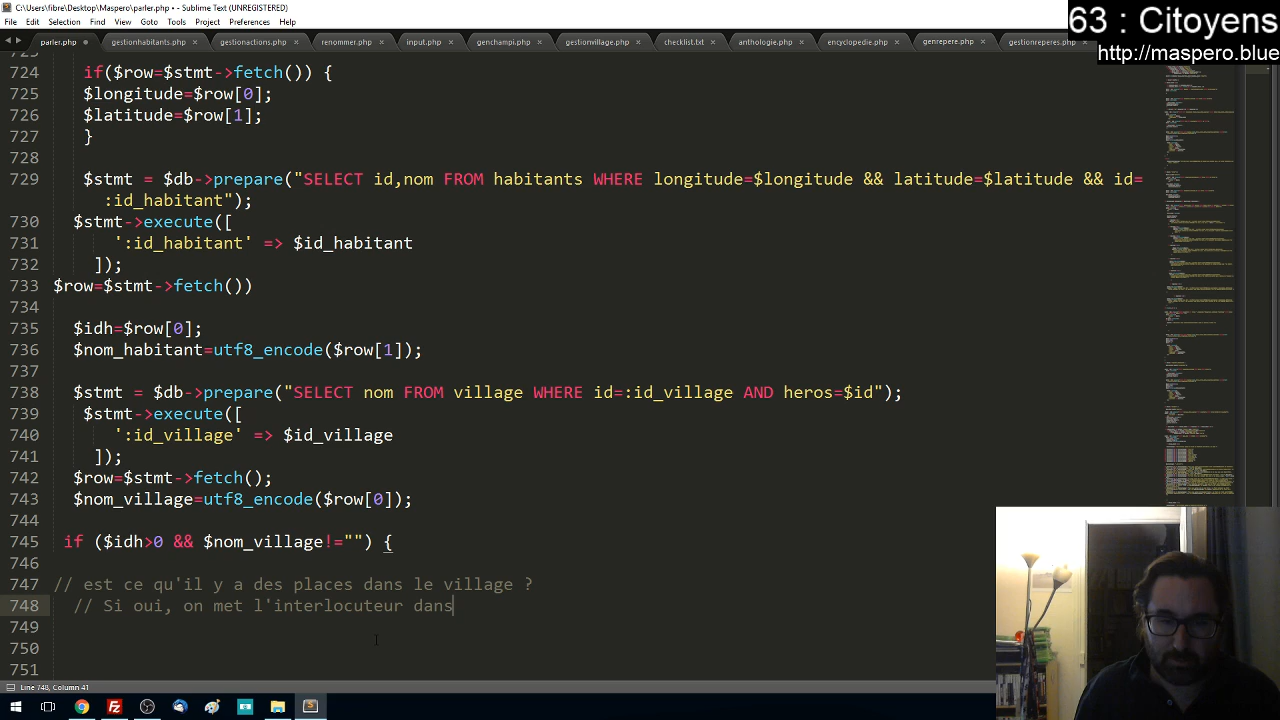 C:\Users\fibre\Desktop\Maspero\parler.php • - Sublime Text (UNREGISTERED)
File Edit Selection Find View Goto Tools Project Preferences Help
63 : Citoyens
http://maspero.blue
parler.php gestionhabitants.php gestionactions.php renommer.php input.php genchampi.php gestionvillage.php checklist.txt anthologie.php encyclopedie.php genrepere.php gestionreperes.php
724 if($row=$stmt->fetch()) {
725 $longitude=$row[0];
726 $latitude=$row[1];
727 }
728
729 $stmt = $db->prepare("SELECT id,nom FROM habitants WHERE longitude=$longitude && latitude=$latitude && id=
:id_habitant");
730 $stmt->execute([
731 ':id_habitant' => $id_habitant
732 ]);
733 $row=$stmt->fetch())
734
735 $idh=$row[0];
736 $nom_habitant=utf8_encode($row[1]);
737
738 $stmt = $db->prepare("SELECT nom FROM village WHERE id=:id_village AND heros=$id");
739 $stmt->execute([
740 ':id_village' => $id_village
741 ]);
742 $row=$stmt->fetch();
743 $nom_village=utf8_encode($row[0]);
744
745 if ($idh>0 && $nom_village!="") {
746
747 // est ce qu'il y a des places dans le village ?
748 // Si oui, on met l'interlocuteur dans
749
750
751
Line 748, Column 41